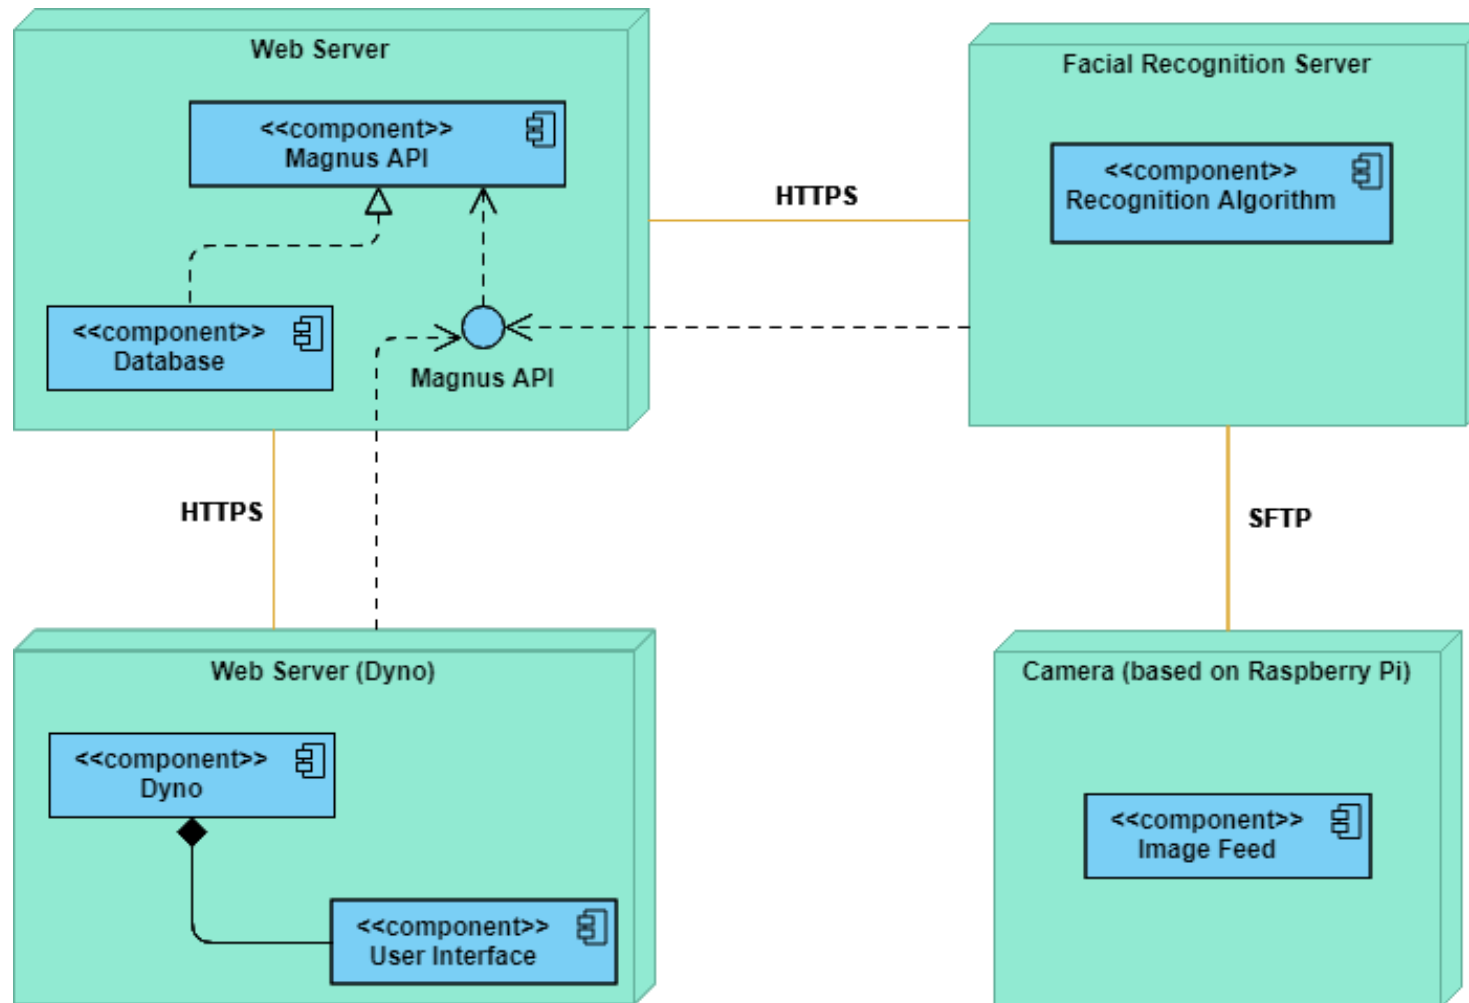 Web Server
<<component>>
Magnus API
<<component>>
Database
Magnus API
HTTPS
Facial Recognition Server
<<component>>
Recognition Algorithm
HTTPS
SFTP
Web Server (Dyno)
<<component>>
Dyno
<<component>>
User Interface
Camera (based on Raspberry Pi)
<<component>>
Image Feed